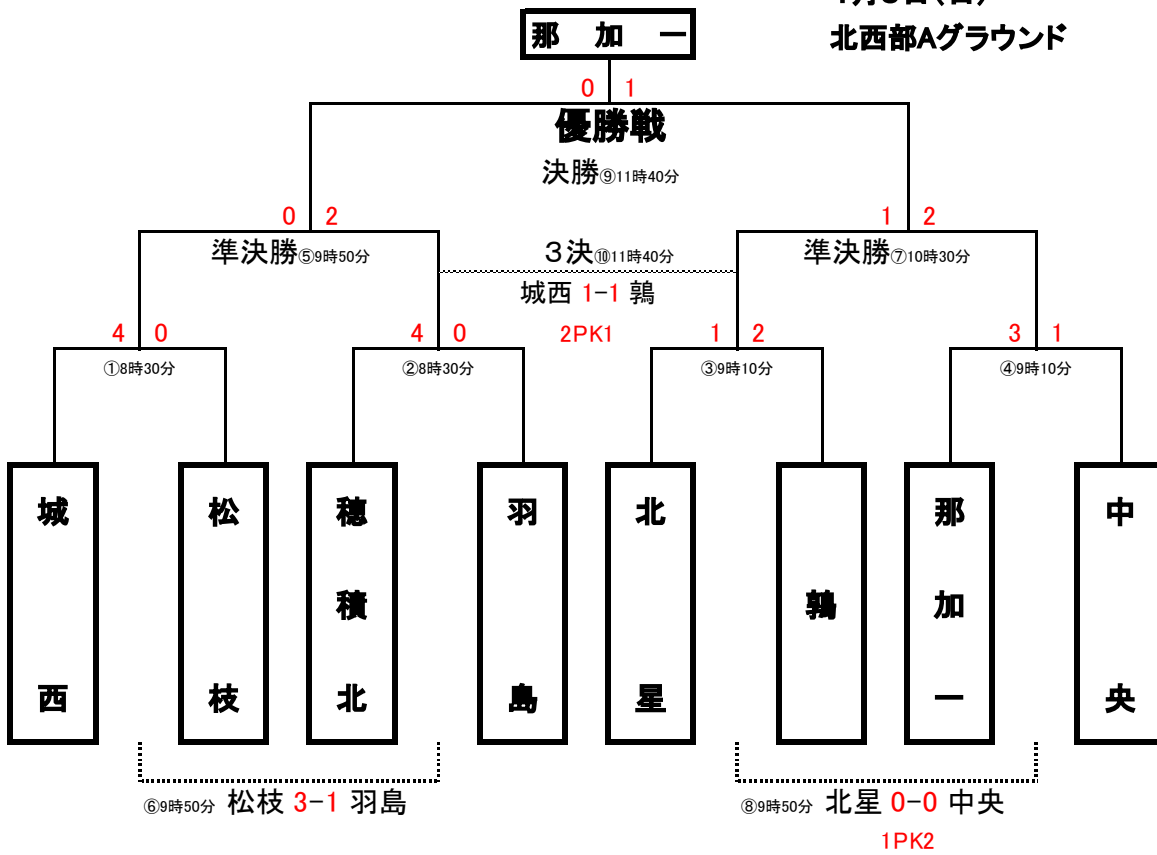 北西部Aグラウンド
那加一
0 1
優勝戦
決勝⑨11時40分
0 2
1 2
準決勝⑤9時50分
3決⑩11時40分
準決勝⑦10時30分
城西 1-1 鶉
2PK1
4 0
4 0
1 2
3 1
①8時30分
②8時30分
③9時10分
④9時10分
城西
松枝
穂積北
羽島
北星
鶉
那加一
中央
⑥9時50分 松枝 3-1 羽島
⑧9時50分 北星 0-0 中央
1PK2